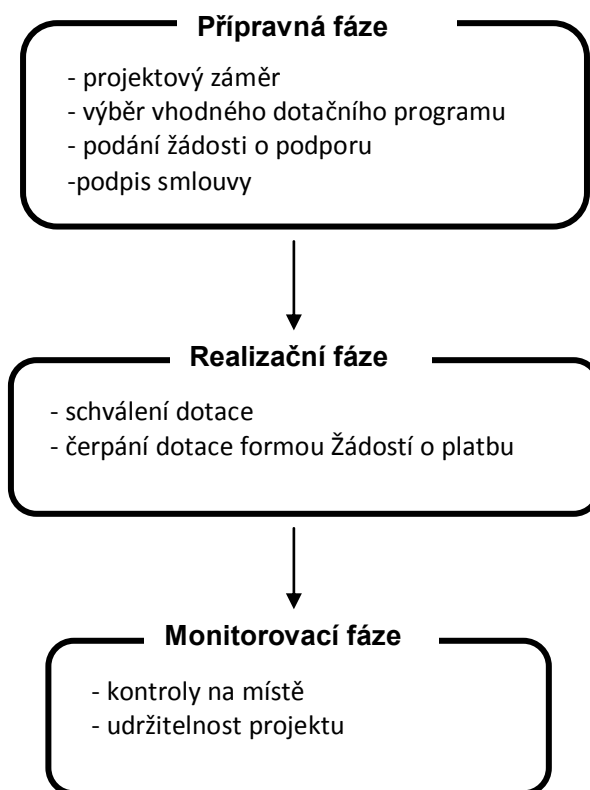 Přípravná fáze
- projektový záměr
- výběr vhodného dotačního programu
- podání žádosti o podporu
-podpis smlouvy
Realizační fáze
- schválení dotace
- čerpání dotace formou Žádostí o platbu
Monitorovací fáze
- kontroly na místě
- udržitelnost projektu